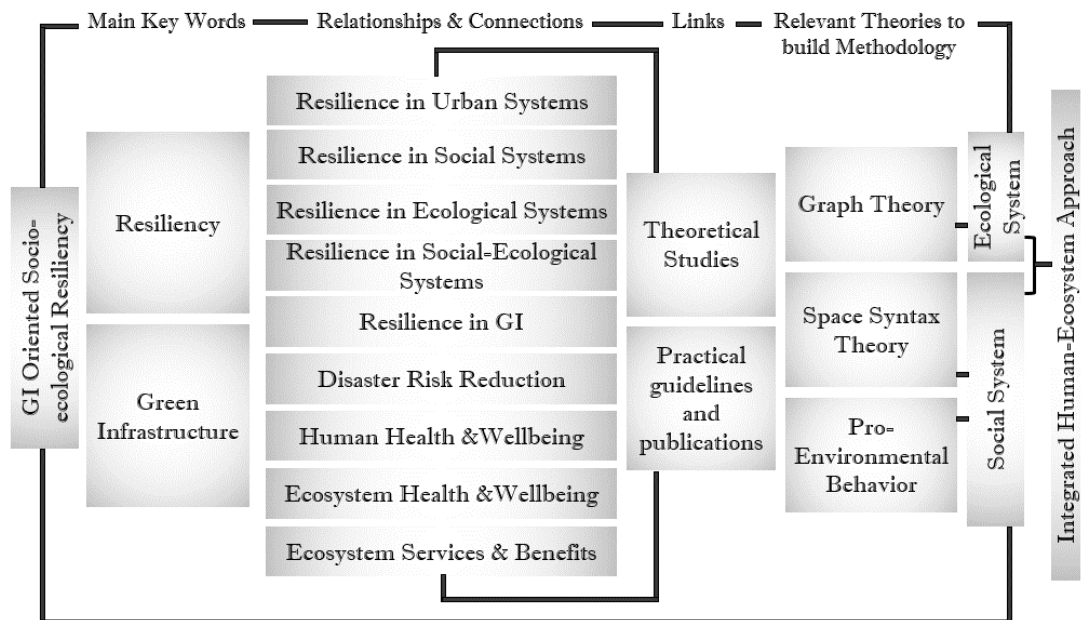 Main Key Words
Relationships & Connections
Links
Relevant Theories to
build Methodology
GI Oriented Socio-
ecological Resiliency
Resiliency
Green
Infrastructure
Resilience in Urban Systems
Resilience in Social Systems
Resilience in Ecological Systems
Resilience in Social-Ecological
Systems
Resilience in GI
Disaster Risk Reduction
Human Health &Wellbeing
Ecosystem Health &Wellbeing
Ecosystem Services & Benefits
Theoretical
Studies
Practical
guidelines
and
publications
Graph Theory
Space Syntax
Theory
Pro-
Environmental
Behavior
Ecological
System
Social System
Integrated Human-Ecosystem Approach